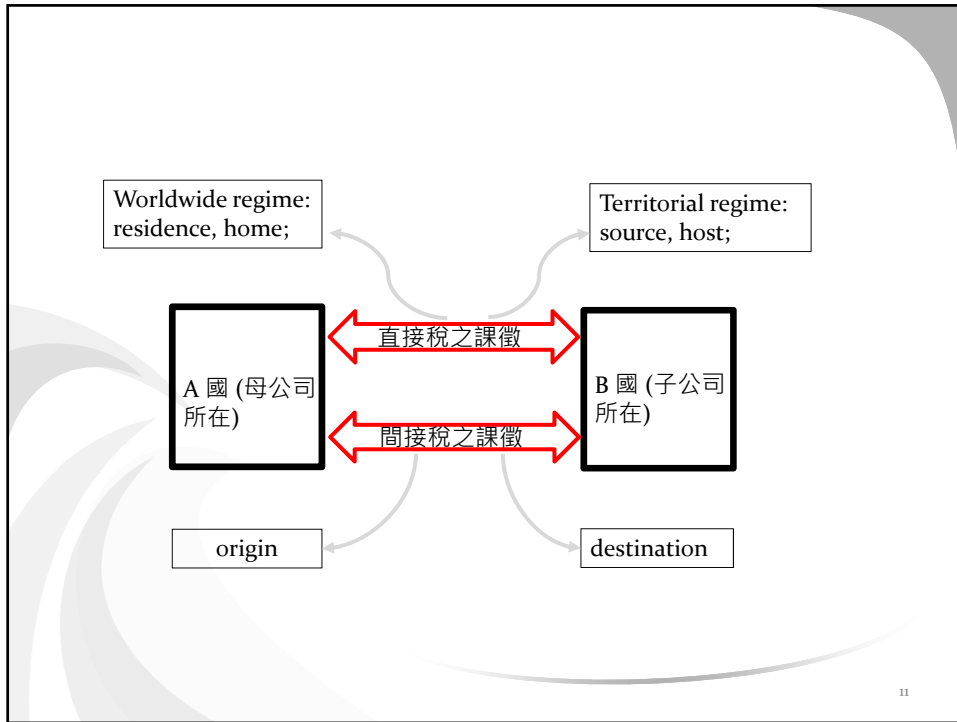 Worldwide regime:
residence, home;
Territorial regime:
source, host;
直接稅之課徵
A 國 (母公司
所在)
B 國 (子公司
所在)
間接稅之課徵
origin
destination
11